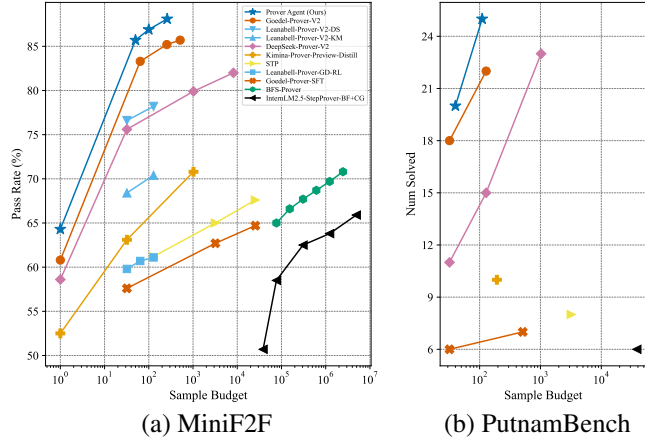 Prover Agent (Ours)
Goedel-Prover-V2
Leanabell-Prover-V2-DS
Leanabell-Prover-V2-KM
DeepSeek-Prover-V2
Kimina-Prover-Preview-Distill
STP
Leanabell-Prover-GD-RL
Goedel-Prover-SFT
BFS-Prover
InternLM2.5-StepProver-BF+CG
Pass Rate (%)
85
80
75
70
65
60
55
50
10^0 10^1 10^2 10^3 10^4 10^5 10^6 10^7
Sample Budget
(a) MiniF2F
Num Solved
24
21
18
15
12
9
6
10^2 10^3 10^4
Sample Budget
(b) PutnamBench